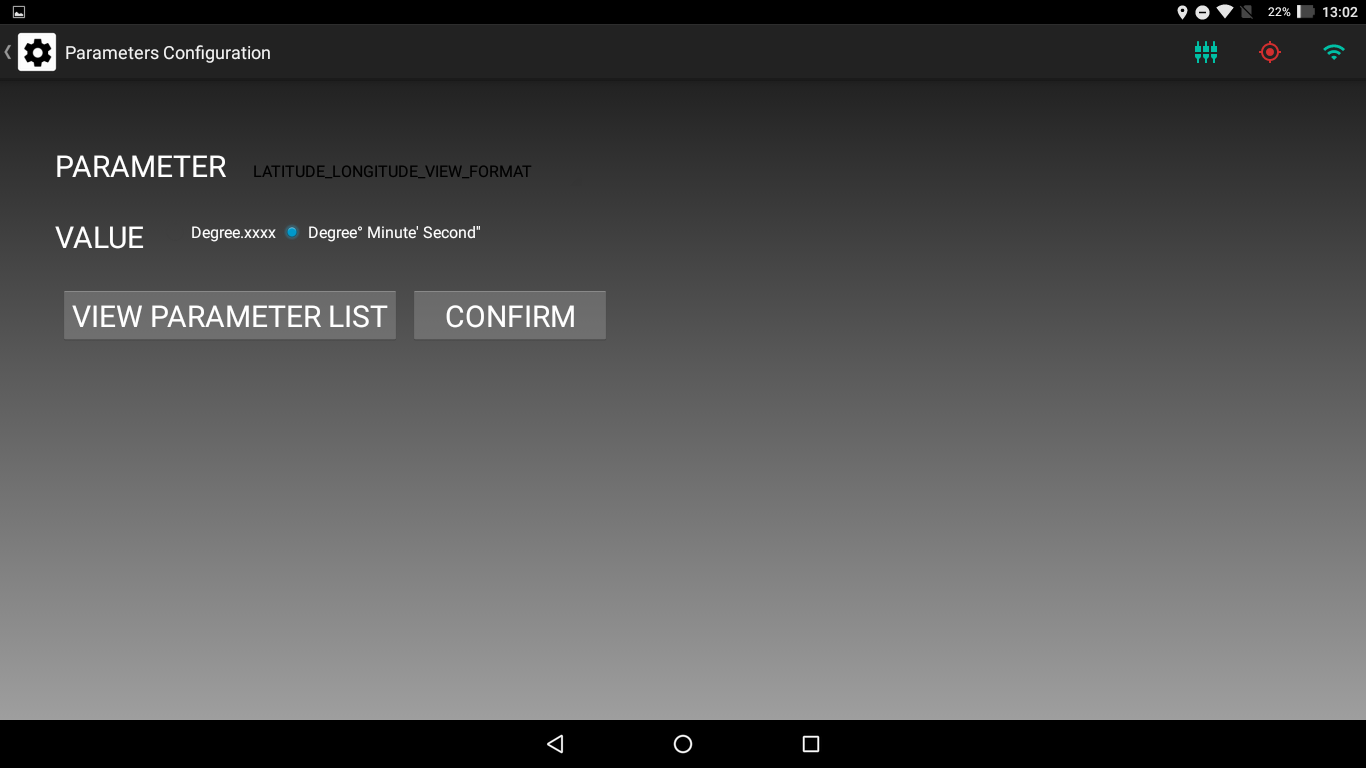 22% 13:02
Parameters Configuration
PARAMETER LATITUDE_LONGITUDE_VIEW_FORMAT
VALUE Degree.xxxx Degree° Minute' Second"
VIEW PARAMETER LIST CONFIRM